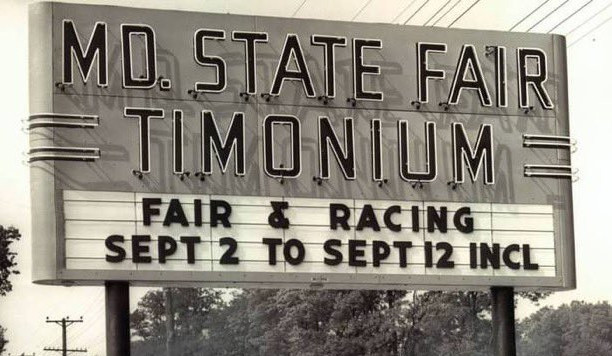 MD. STATE FAIR
TIMONIUM
FAIR & RACING
SEPT 2 TO SEPT 12 INCL